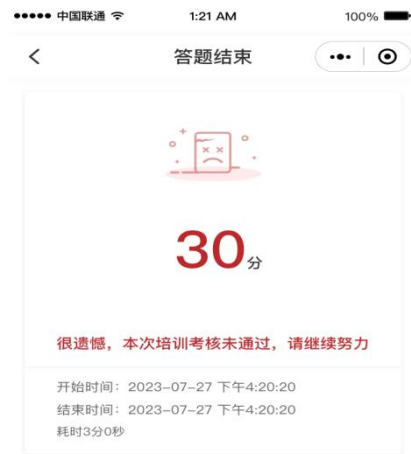 中国联通 1:21 AM 100%
答题结束
30分
很遗憾，本次培训考核未通过，请继续努力
开始时间：2023-07-27 下午4:20:20
结束时间：2023-07-27 下午4:20:20
耗时3分0秒